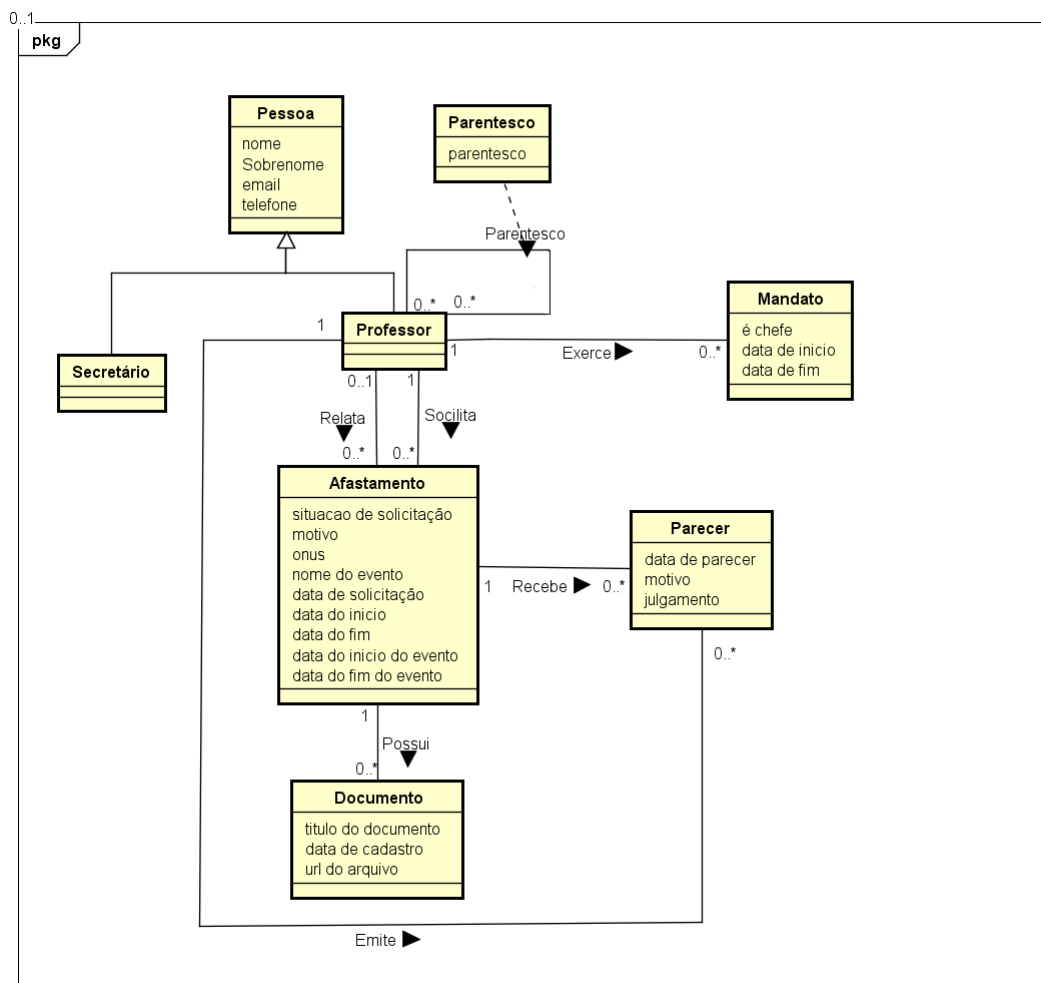 0..1
pkg
Pessoa
nome
Sobrenome
email
telefone
Parentesco
parentesco
Parentesco
0..*
0..*
Professor
1
1
Exerce
0..*
Mandato
é chefe
data de inicio
data de fim
Secretário
0..1
1
Relata
Socilita
0..*
0..*
Afastamento
situacao de solicitação
motivo
onus
nome do evento
data de solicitação
data do inicio
data do fim
data do inicio do evento
data do fim do evento
1
Recebe
0..*
Parecer
data de parecer
motivo
julgamento
0..*
1
Possui
0..*
Documento
titulo do documento
data de cadastro
url do arquivo
Emite